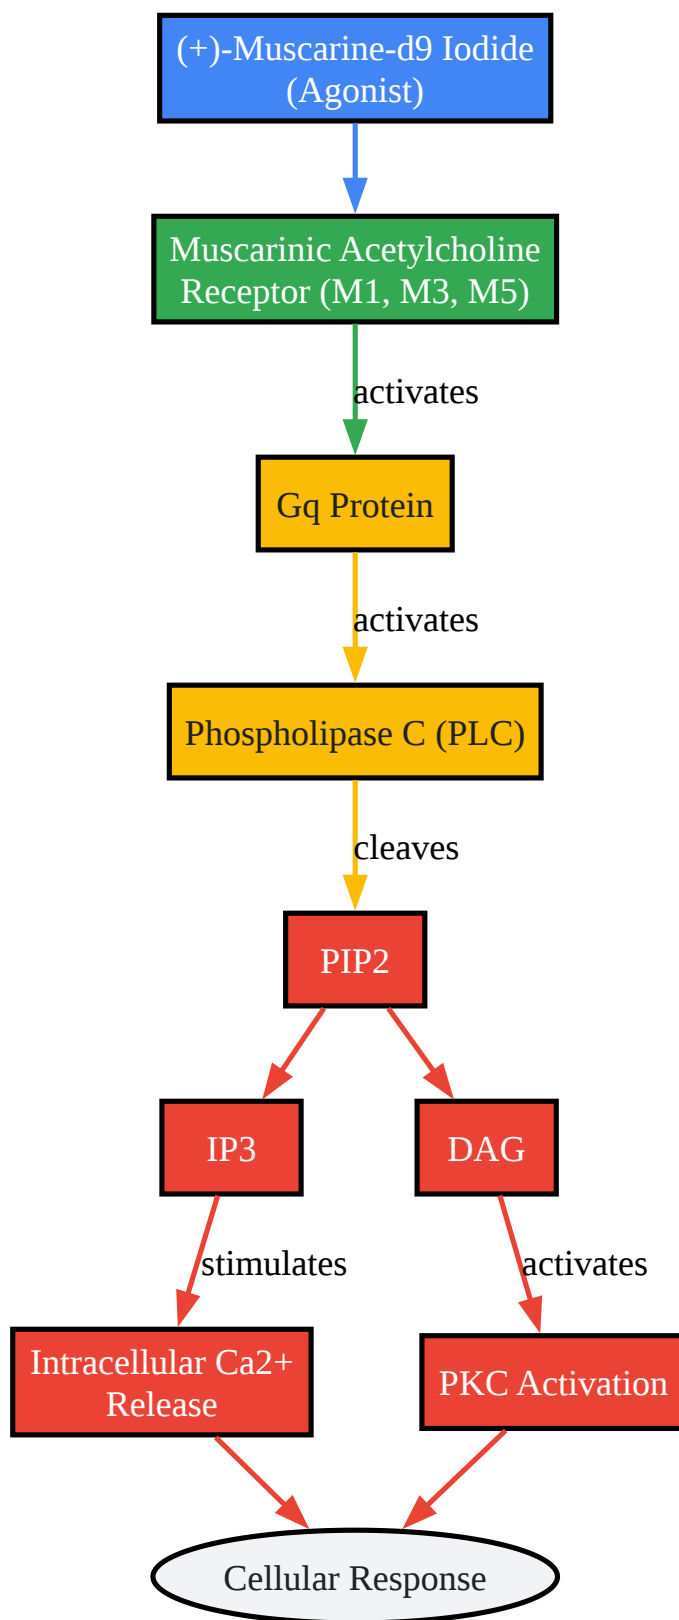 (+)-Muscarine-d9 Iodide
(Agonist)
Muscarinic Acetylcholine
Receptor (M1, M3, M5)
activates
Gq Protein
activates
Phospholipase C (PLC)
cleaves
PIP2
IP3
DAG
stimulates
activates
Intracellular Ca2+
Release
PKC Activation
Cellular Response